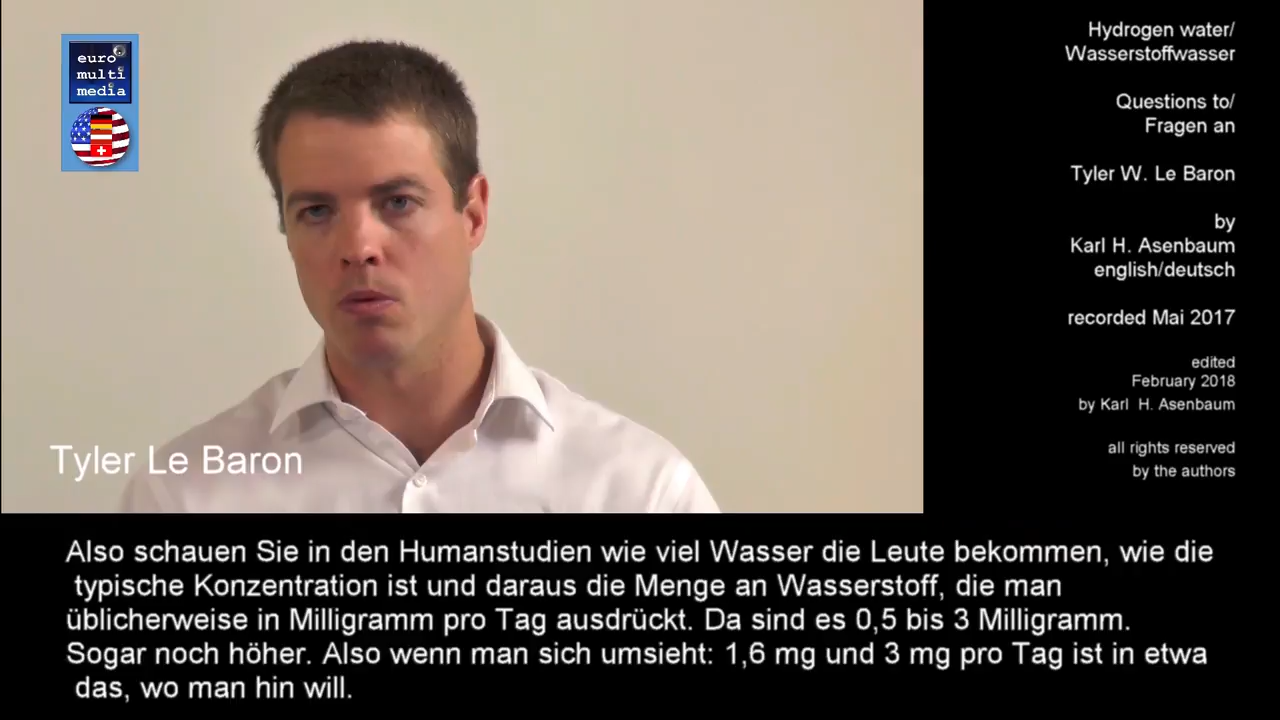 euro
multi
media
Tyler Le Baron
Hydrogen water/
Wasserstoffwasser
Questions to/
Fragen an
Tyler W. Le Baron
by
Karl H. Asenbaum
english/deutsch
recorded Mai 2017
edited
February 2018
by Karl H. Asenbaum
all rights reserved
by the authors
Also schauen Sie in den Humanstudien wie viel Wasser die Leute bekommen, wie die
typische Konzentration ist und daraus die Menge an Wasserstoff, die man
üblicherweise in Milligramm pro Tag ausdrückt. Da sind es 0,5 bis 3 Milligramm.
Sogar noch höher. Also wenn man sich umsieht: 1,6 mg und 3 mg pro Tag ist in etwa
das, wo man hin will.